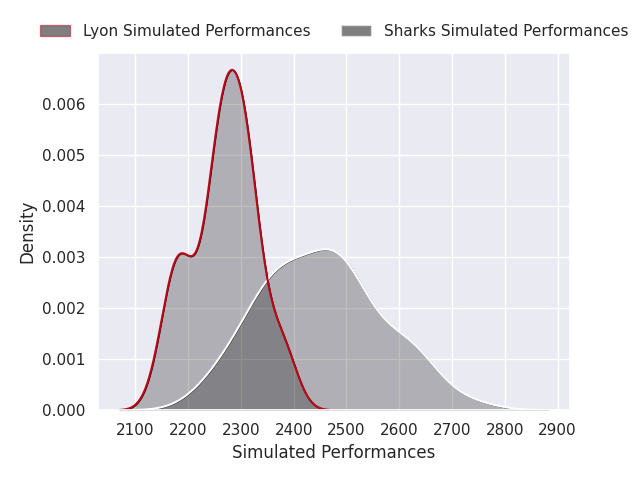 Lyon Simulated Performances
Sharks Simulated Performances
0.006
0.005
0.004
0.003
0.002
0.001
0.000
Density
2100 2200 2300 2400 2500 2600 2700 2800 2900
Simulated Performances